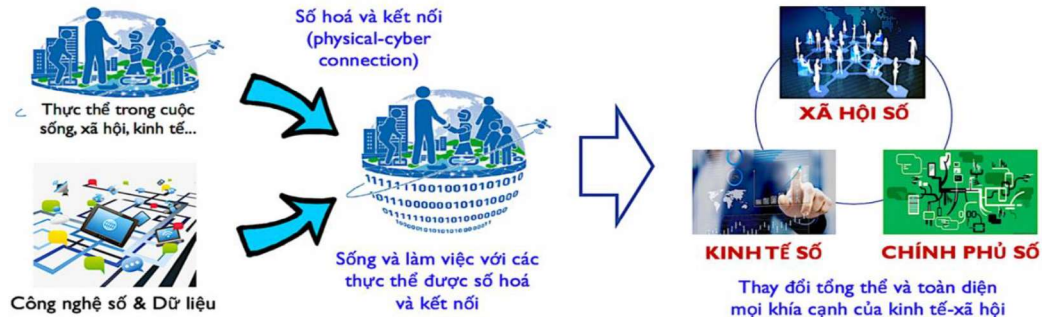 Số hoá và kết nối
(physical-cyber
connection)
Thực thể trong cuộc
sống, xã hội, kinh tế...
Công nghệ số & Dữ liệu
Sống và làm việc với các
thực thể được số hoá
và kết nối
XÃ HỘI SỐ
KINH TẾ SỐ
CHÍNH PHỦ SỐ
Thay đổi tổng thể và toàn diện
mọi khía cạnh của kinh tế-xã hội